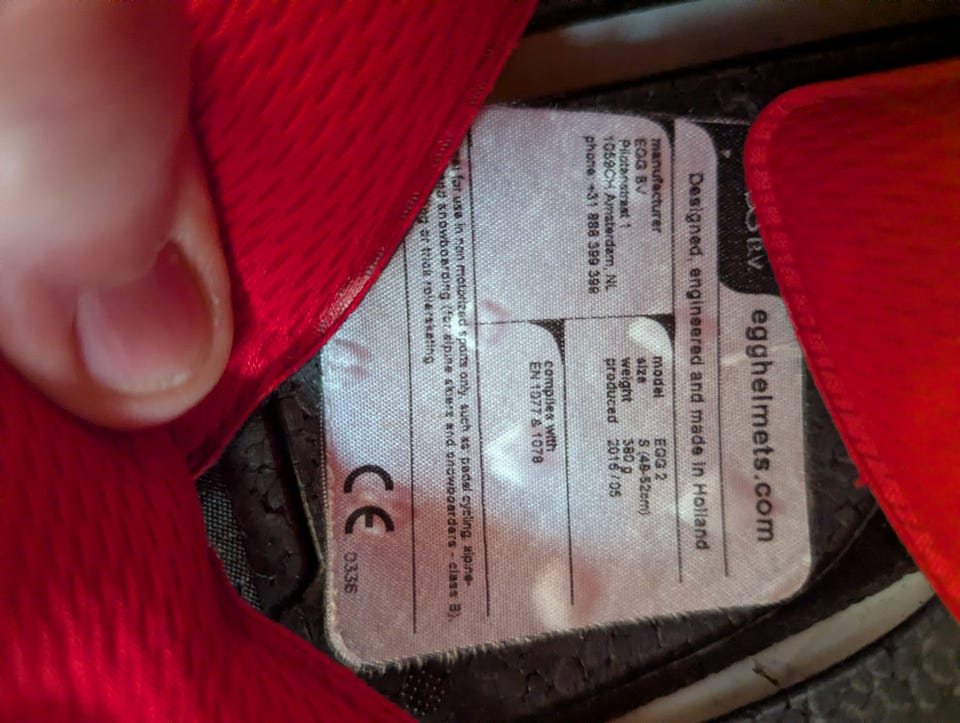 B.V. egghelmets.com
Designed, engineered and made in Holland
manufacturer
EGG BV
Pilotenstraat 1
1059CH Amsterdam, NL
phone +31 888 399 399
model EGG 2
size S (48-52cm)
weight 380 g
produced 2016 / 05
complies with
EN 1077 & 1078
for use in non motorized sports only, such as pedal cycling, alpine-
snowboarding (for alpine skiers and snowboarders - class B),
or trick rollerskating
CE 0336